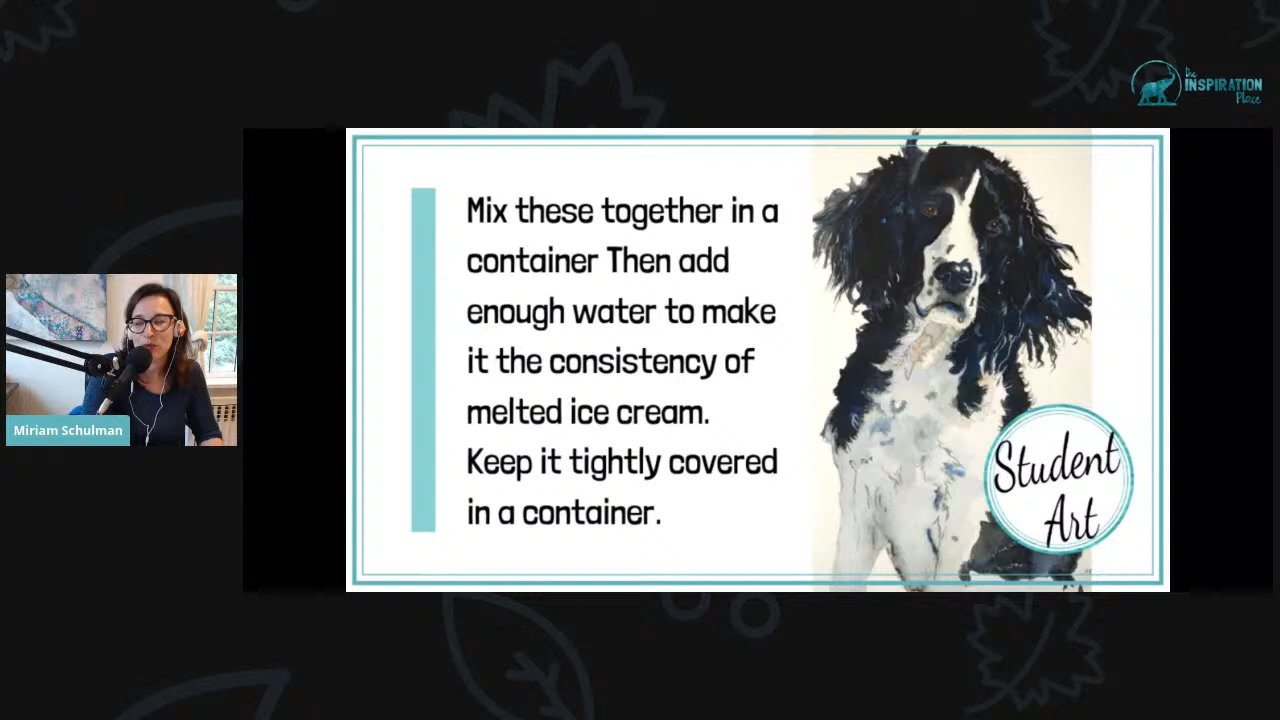 the
INSPIRATION
Place
Mix these together in a
container Then add
enough water to make
it the consistency of
melted ice cream.
Keep it tightly covered
in a container.
Student
Art
Miriam Schulman